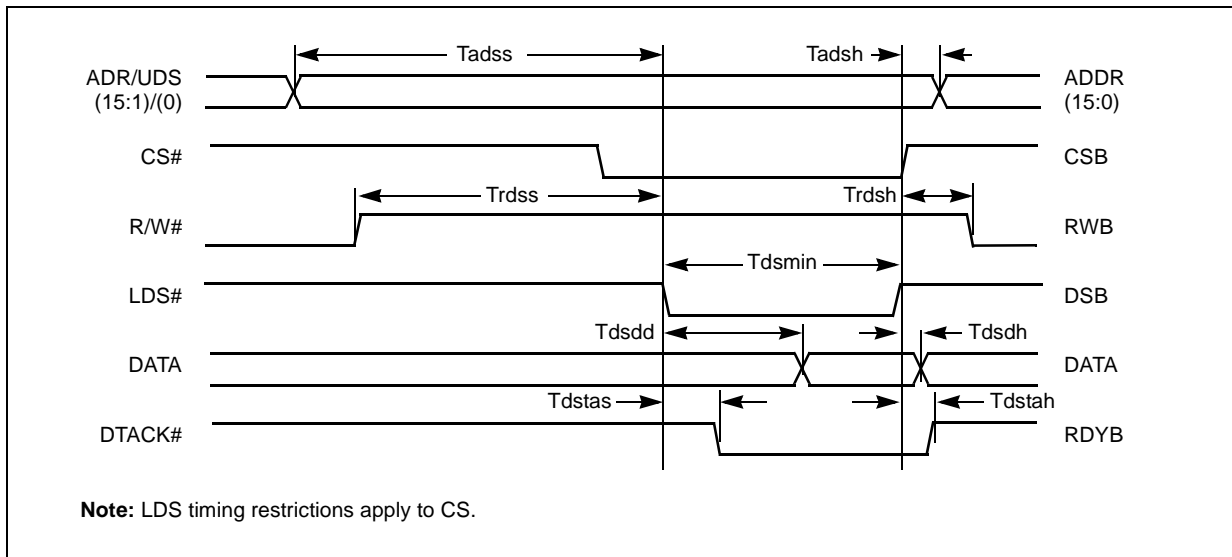 Tadss
Tadsh
ADR/UDS
(15:1)/(0)
ADDR
(15:0)
CS#
CSB
Trdss
Trdsh
R/W#
RWB
Tdsmin
LDS#
DSB
Tdsdd
Tdsdh
DATA
DATA
Tdstas
Tdstah
DTACK#
RDYB
Note: LDS timing restrictions apply to CS.